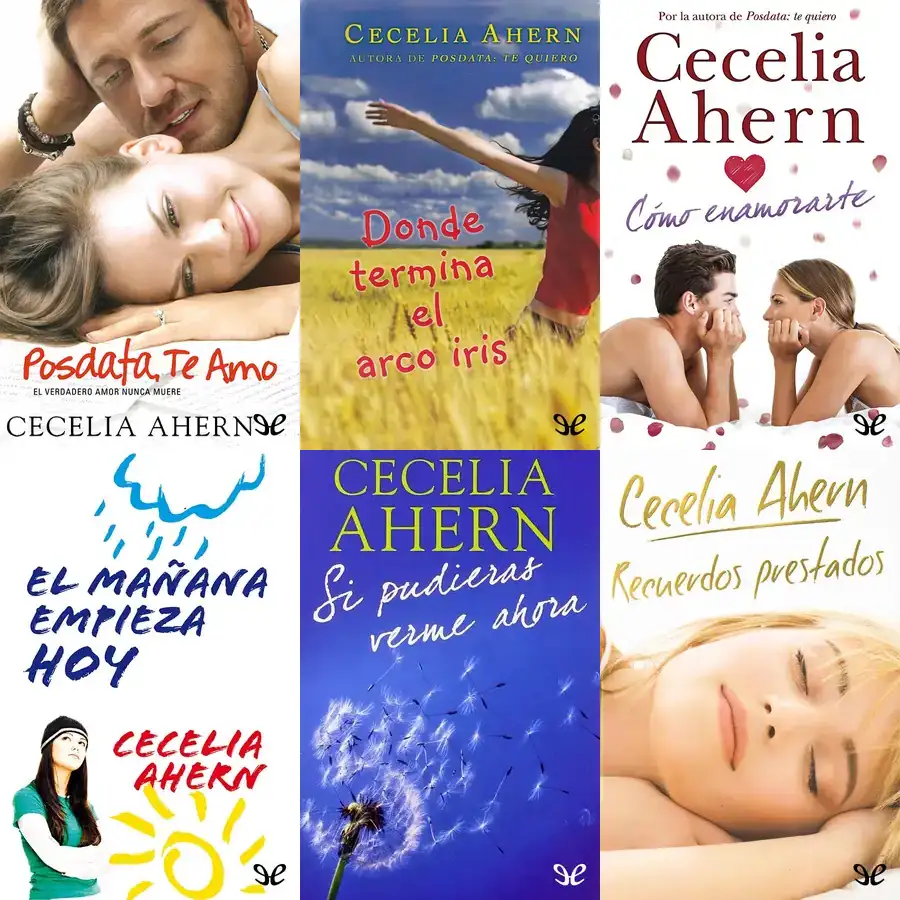 Posdata, Te Amo
EL VERDADERO AMOR NUNCA MUERE
CECELIA AHERN
CECELIA AHERN
AUTORA DE POSDATA: TE QUIERO
Donde
termina
el
arco iris
Por la autora de Posdata: te quiero
Cecelia
Ahern
Cómo enamorarte
EL MAÑANA
EMPIEZA
HOY
CECELIA
AHERN
CECELIA
AHERN
Si pudieras
verme ahora
Cecelia Ahern
Recuerdos prestados